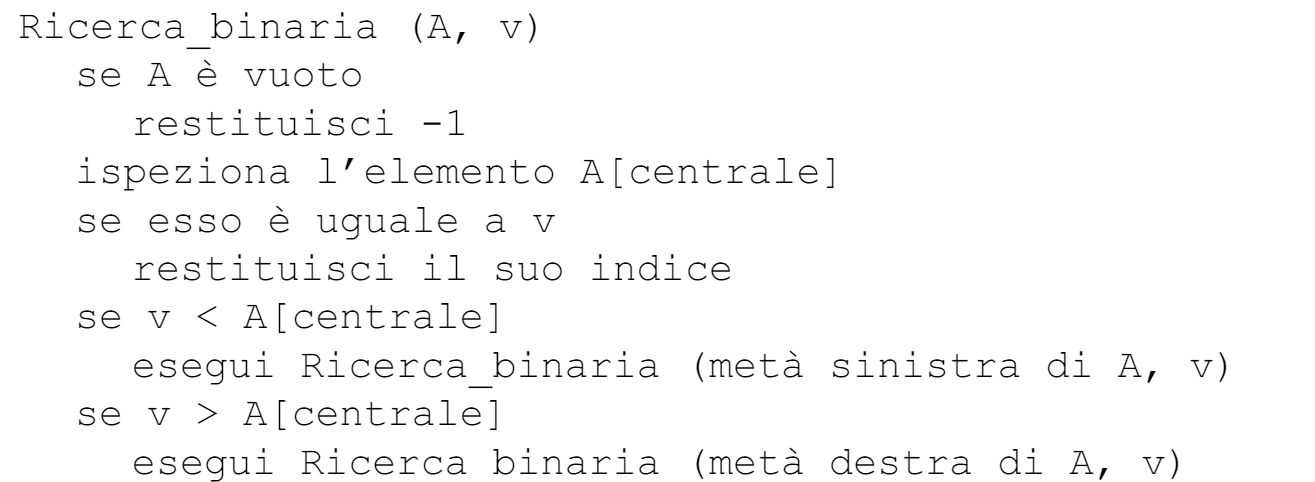 Ricerca_binaria (A, v)
se A è vuoto
restituisci -1
ispeziona l’elemento A[centrale]
se esso è uguale a v
restituisci il suo indice
se v < A[centrale]
esegui Ricerca_binaria (metà sinistra di A, v)
se v > A[centrale]
esegui Ricerca binaria (metà destra di A, v)